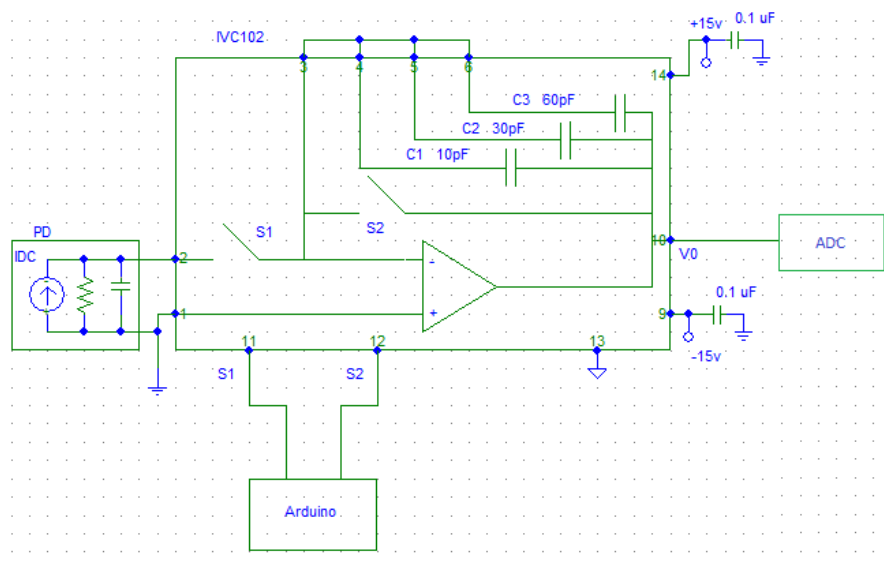 +15v 0.1 uF
IVC102
3 4 5 6
14
C3 60pF
C2 30pF
C1 10pF
S1
S2
PD
IDC
2
-
10
V0
ADC
+
1
0.1 uF
9
-15v
11 12 13
S1 S2
Arduino